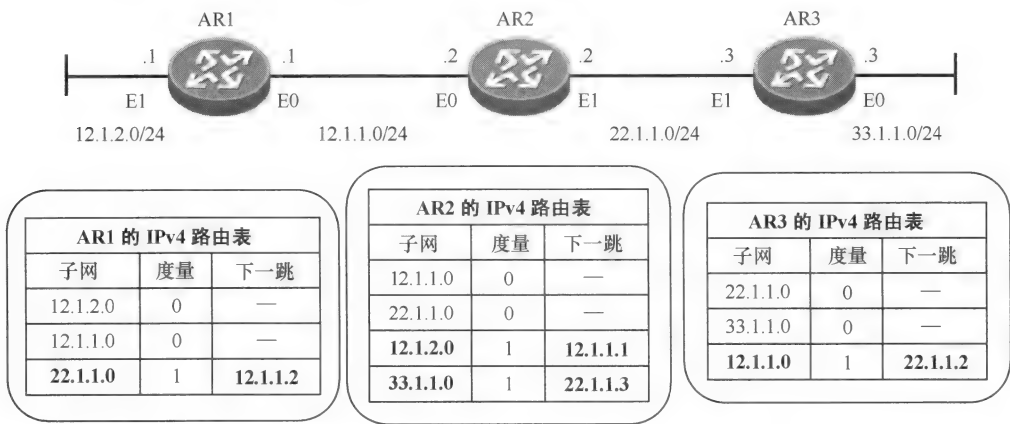 AR1 AR2 AR3
.1 .1 .2 .2 .3 .3
E1 E0 E0 E1 E1 E0
12.1.2.0/24 12.1.1.0/24 22.1.1.0/24 33.1.1.0/24
AR1 的 IPv4 路由表
子网 度量 下一跳
12.1.2.0 0 —
12.1.1.0 0 —
22.1.1.0 1 12.1.1.2
AR2 的 IPv4 路由表
子网 度量 下一跳
12.1.1.0 0 —
22.1.1.0 0 —
12.1.2.0 1 12.1.1.1
33.1.1.0 1 22.1.1.3
AR3 的 IPv4 路由表
子网 度量 下一跳
22.1.1.0 0 —
33.1.1.0 0 —
12.1.1.0 1 22.1.1.2